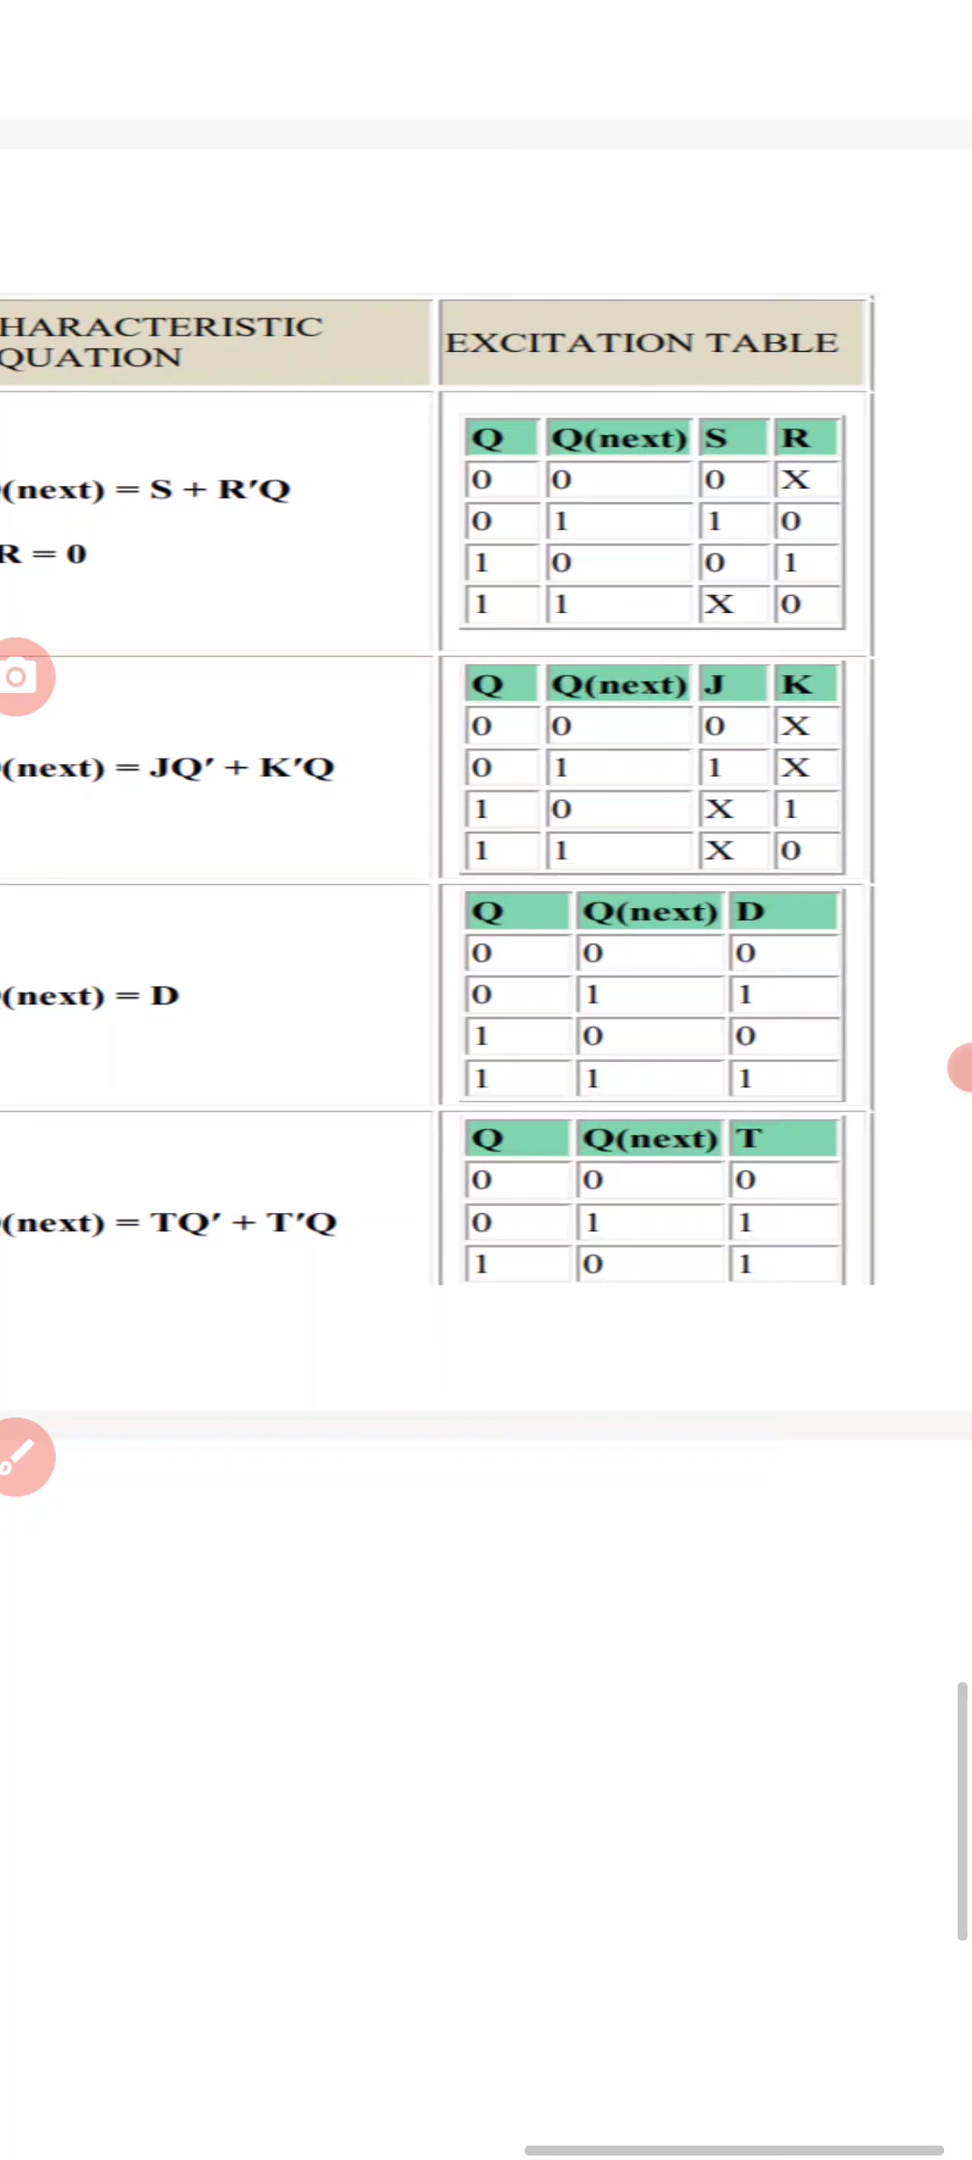 HARACTERISTIC
QUATION
EXCITATION TABLE
(next) = S + R′Q
R = 0
Q Q(next) S R
0 0 0 X
0 1 1 0
1 0 0 1
1 1 X 0
(next) = JQ′ + K′Q
Q Q(next) J K
0 0 0 X
0 1 1 X
1 0 X 1
1 1 X 0
(next) = D
Q Q(next) D
0 0 0
0 1 1
1 0 0
1 1 1
(next) = TQ′ + T′Q
Q Q(next) T
0 0 0
0 1 1
1 0 1